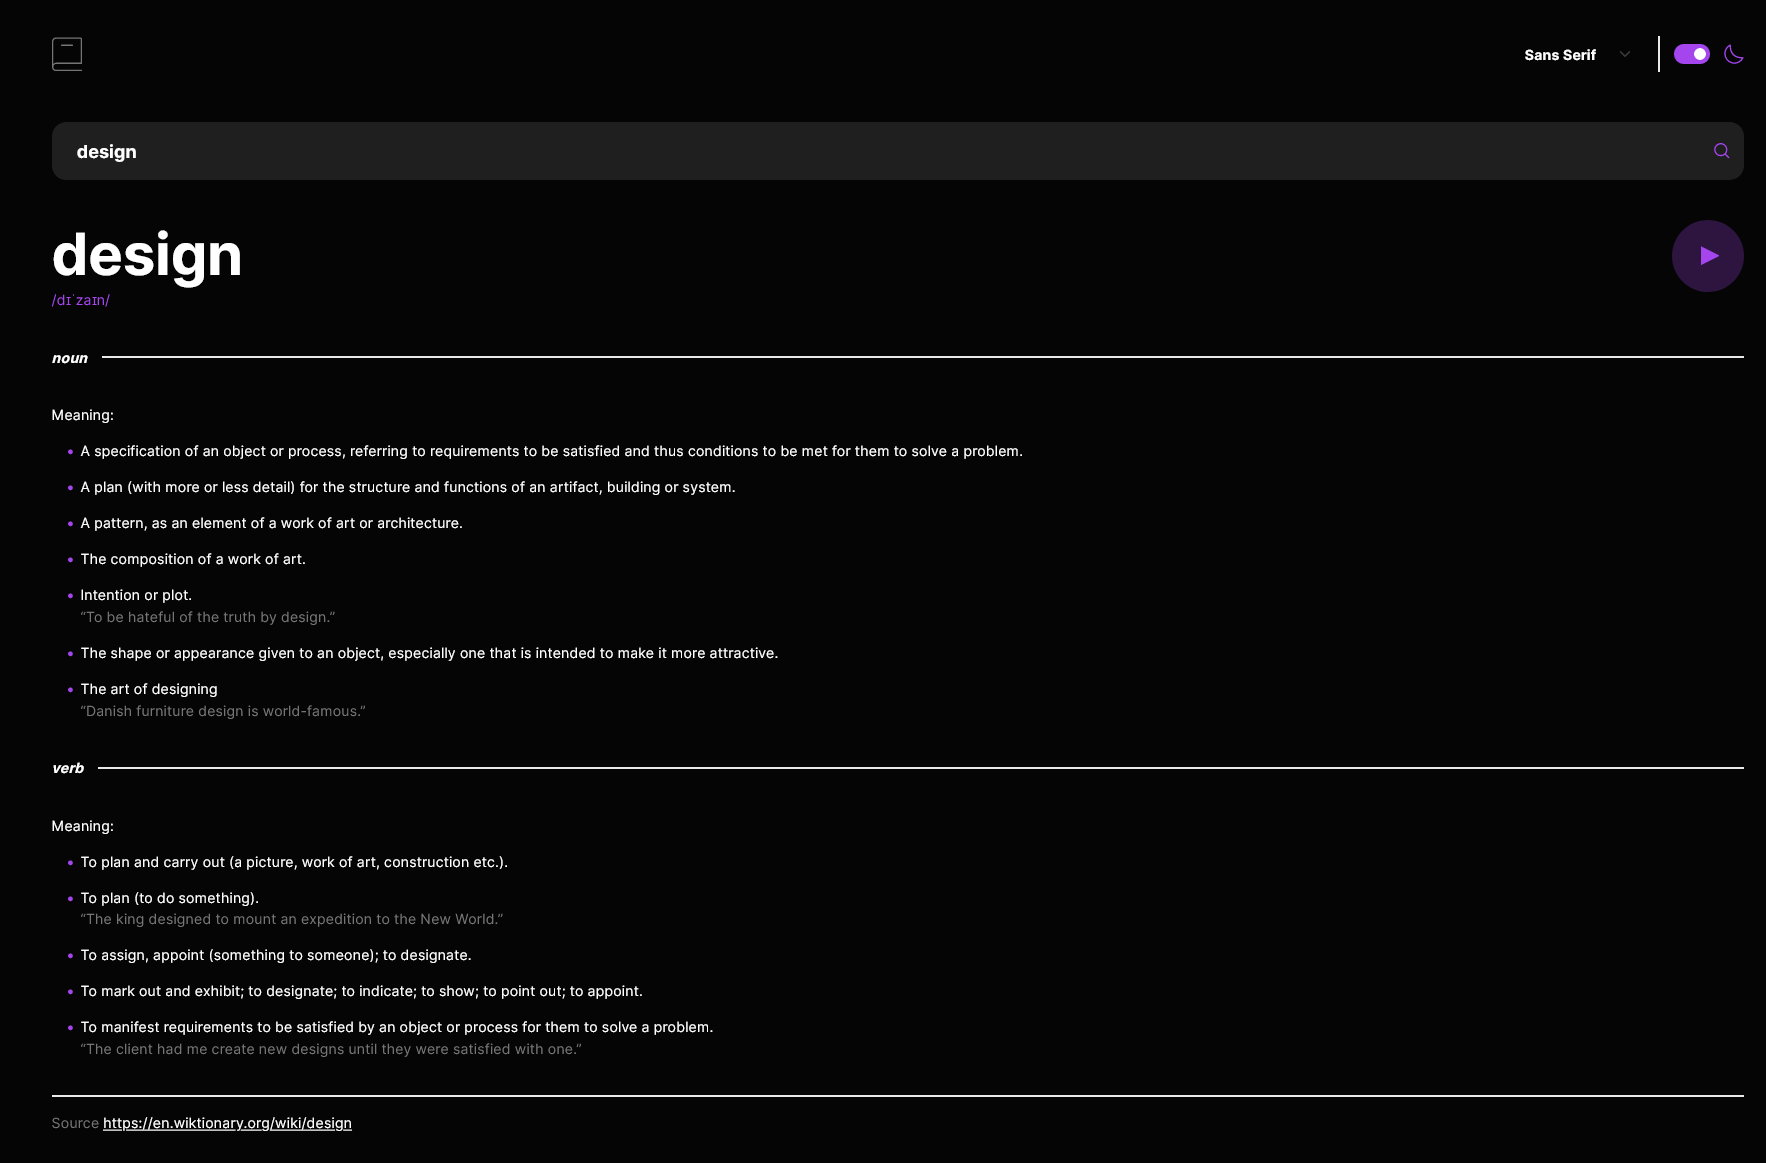 Sans Serif
design
design
/dɪˈzaɪn/
noun
Meaning:
A specification of an object or process, referring to requirements to be satisfied and thus conditions to be met for them to solve a problem.
A plan (with more or less detail) for the structure and functions of an artifact, building or system.
A pattern, as an element of a work of art or architecture.
The composition of a work of art.
Intention or plot.
“To be hateful of the truth by design.”
The shape or appearance given to an object, especially one that is intended to make it more attractive.
The art of designing
“Danish furniture design is world-famous.”
verb
Meaning:
To plan and carry out (a picture, work of art, construction etc.).
To plan (to do something).
“The king designed to mount an expedition to the New World.”
To assign, appoint (something to someone); to designate.
To mark out and exhibit; to designate; to indicate; to show; to point out; to appoint.
To manifest requirements to be satisfied by an object or process for them to solve a problem.
“The client had me create new designs until they were satisfied with one.”
Source https://en.wiktionary.org/wiki/design